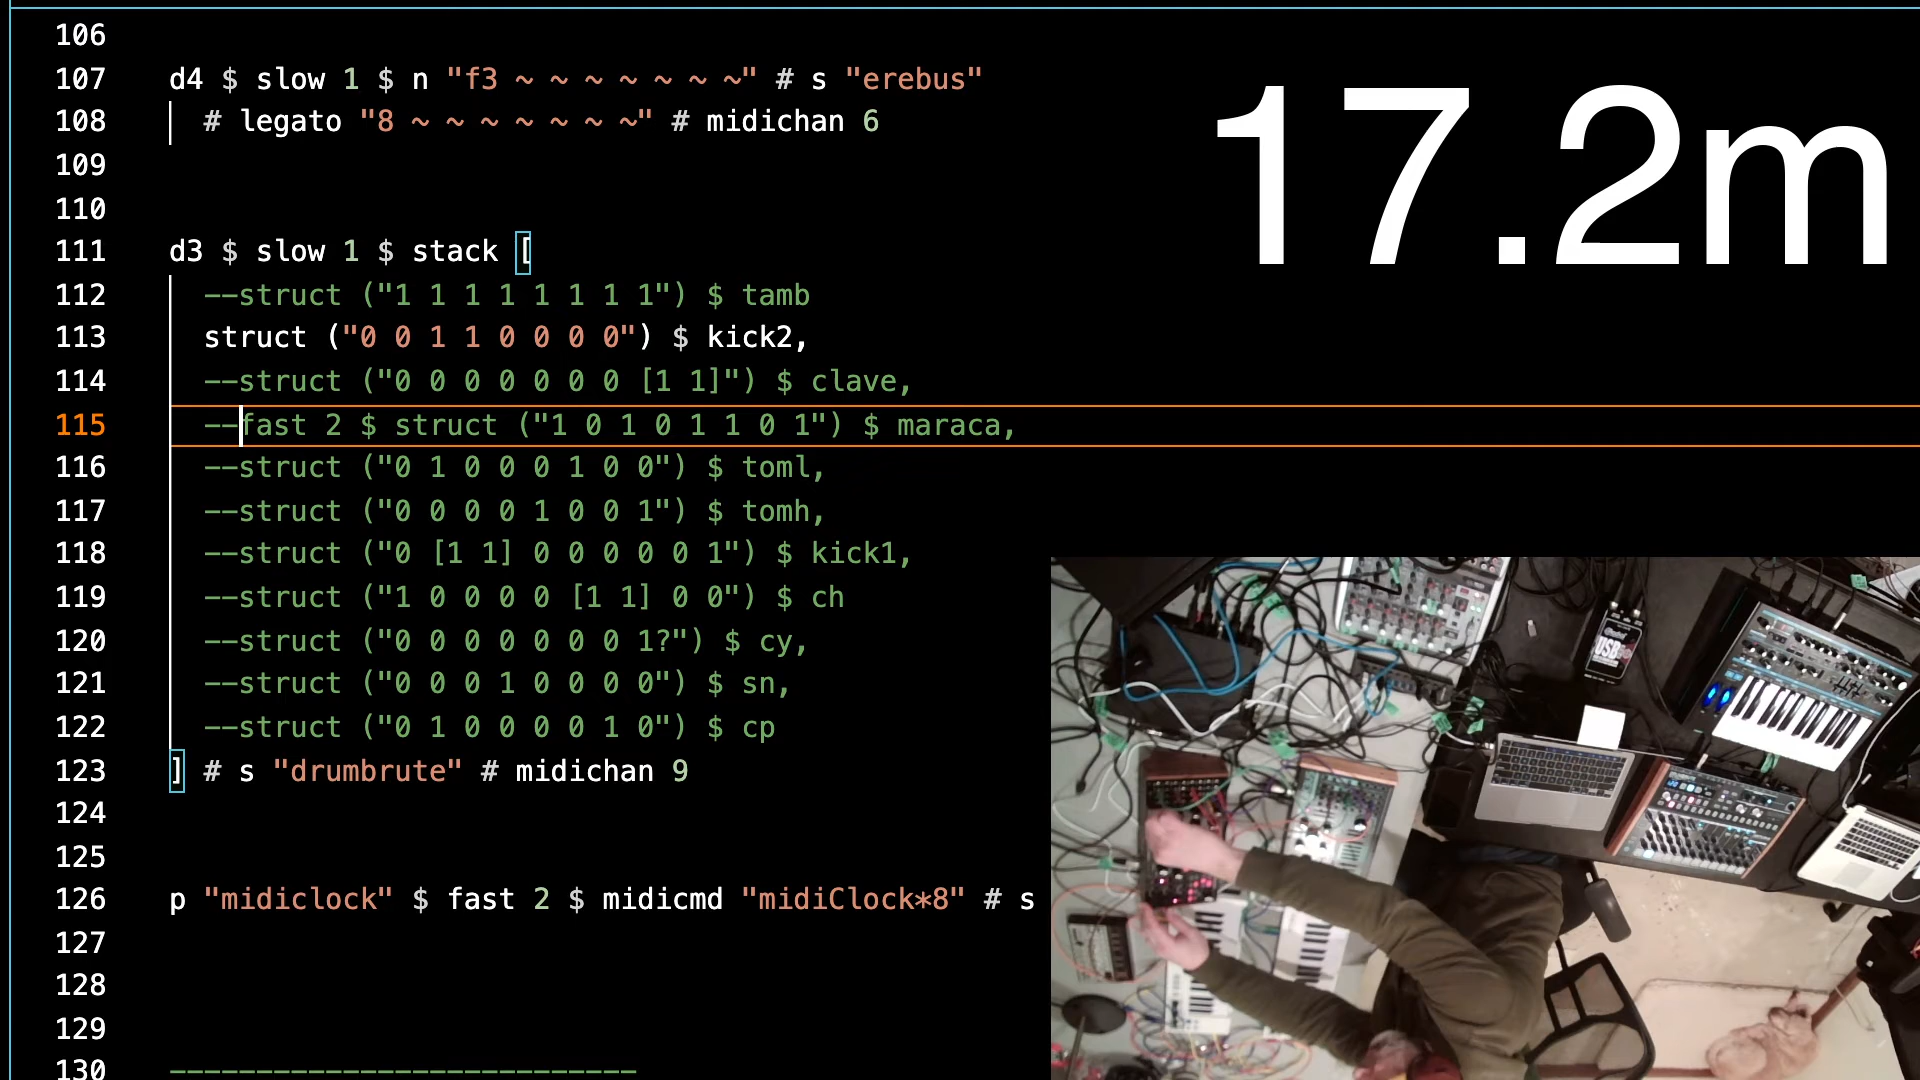 106
107 d4 $ slow 1 $ n "f3 ~ ~ ~ ~ ~ ~ ~" # s "erebus"
108 # legato "8 ~ ~ ~ ~ ~ ~ ~" # midichan 6
17.2m
109
110
111 d3 $ slow 1 $ stack [
112 --struct ("1 1 1 1 1 1 1 1") $ tamb
113 struct ("0 0 1 1 0 0 0 0") $ kick2,
114 --struct ("0 0 0 0 0 0 0 [1 1]") $ clave,
115 --fast 2 $ struct ("1 0 1 0 1 1 0 1") $ maraca,
116 --struct ("0 1 0 0 0 1 0 0") $ toml,
117 --struct ("0 0 0 0 1 0 0 1") $ tomh,
118 --struct ("0 [1 1] 0 0 0 0 0 1") $ kick1,
119 --struct ("1 0 0 0 0 [1 1] 0 0") $ ch
120 --struct ("0 0 0 0 0 0 0 1?") $ cy,
121 --struct ("0 0 0 1 0 0 0 0") $ sn,
122 --struct ("0 1 0 0 0 0 1 0") $ cp
123 ] # s "drumbrute" # midichan 9
124
125
126 p "midiclock" $ fast 2 $ midicmd "midiClock*8" # s
127
128
129
130 ---------------------------
USB